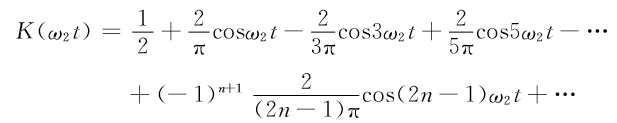 K(ω₂t) = 1/2 + 2/π cosω₂t − 2/3π cos3ω₂t + 2/5π cos5ω₂t − ⋯
+ (−1)ⁿ⁺¹ 2/(2n−1)π cos(2n−1)ω₂t + ⋯